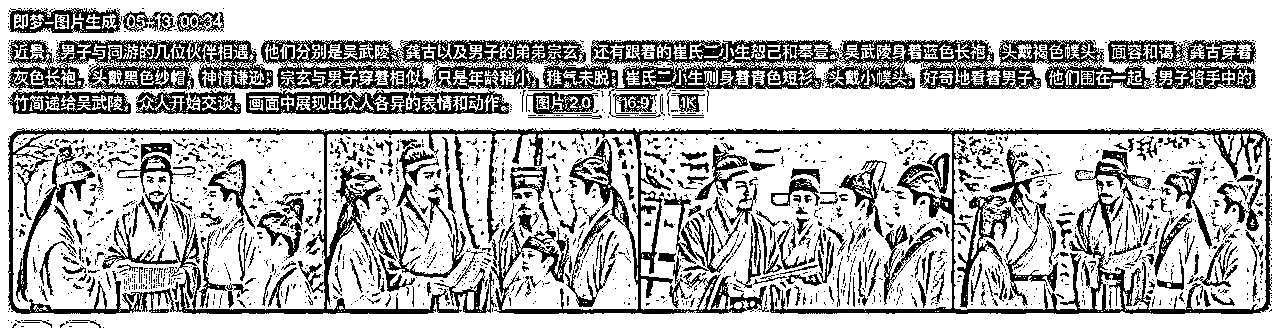 即梦-图片生成 05-13 00:34
近景，男子与同游的几位伙伴相遇，他们分别是吴武陵、龚古以及男子的弟弟宗玄，还有跟着的崔氏二小生恕己和奉壹。吴武陵身着蓝色长袍，头戴褐色幞头，面容和蔼；龚古穿着
灰色长袍，头戴黑色纱帽，神情谦逊；宗玄与男子穿着相似，只是年龄稍小，稚气未脱；崔氏二小生则身着青色短衫，头戴小幞头，好奇地看着男子。他们围在一起，男子将手中的
竹简递给吴武陵，众人开始交谈，画面中展现出众人各异的表情和动作。 图片 2.0 16:9 1K